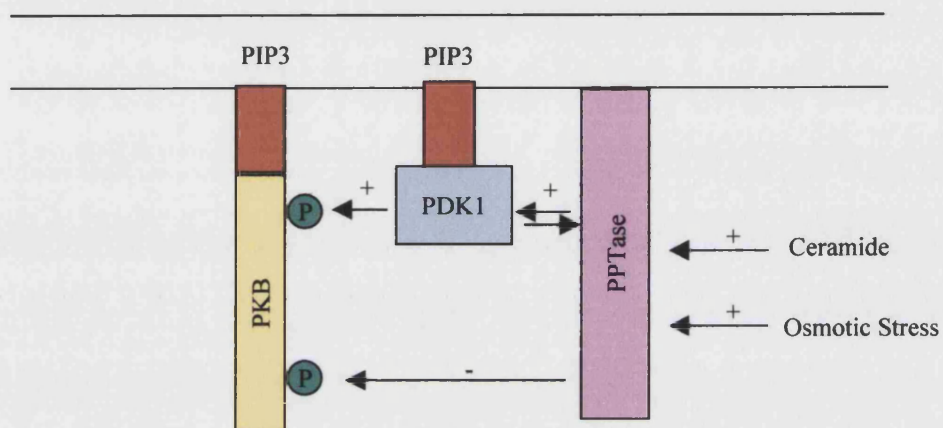 PIP3 PIP3
+ +
P PDK1
PKB PPTase
+
Ceramide
+
Osmotic Stress
P -